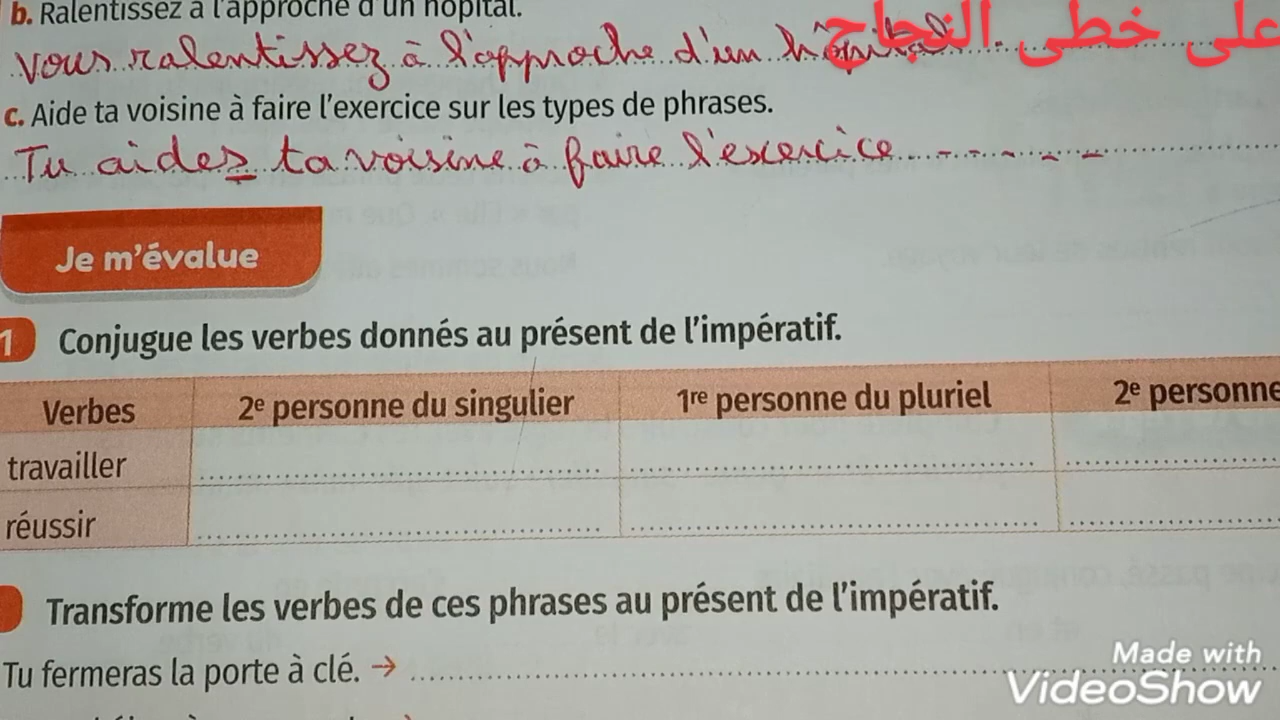 b. Ralentissez à l'approche d'un hôpital.
vous ralentissez à l'approche d'un hôpital.
على خطى النجاح
c. Aide ta voisine à faire l'exercice sur les types de phrases.
Tu aides ta voisine à faire l'exercice
Je m'évalue
1 Conjugue les verbes donnés au présent de l'impératif.
Verbes 2e personne du singulier 1re personne du pluriel 2e personne
travailler
réussir
Transforme les verbes de ces phrases au présent de l'impératif.
Tu fermeras la porte à clé. →
Made with
VideoShow